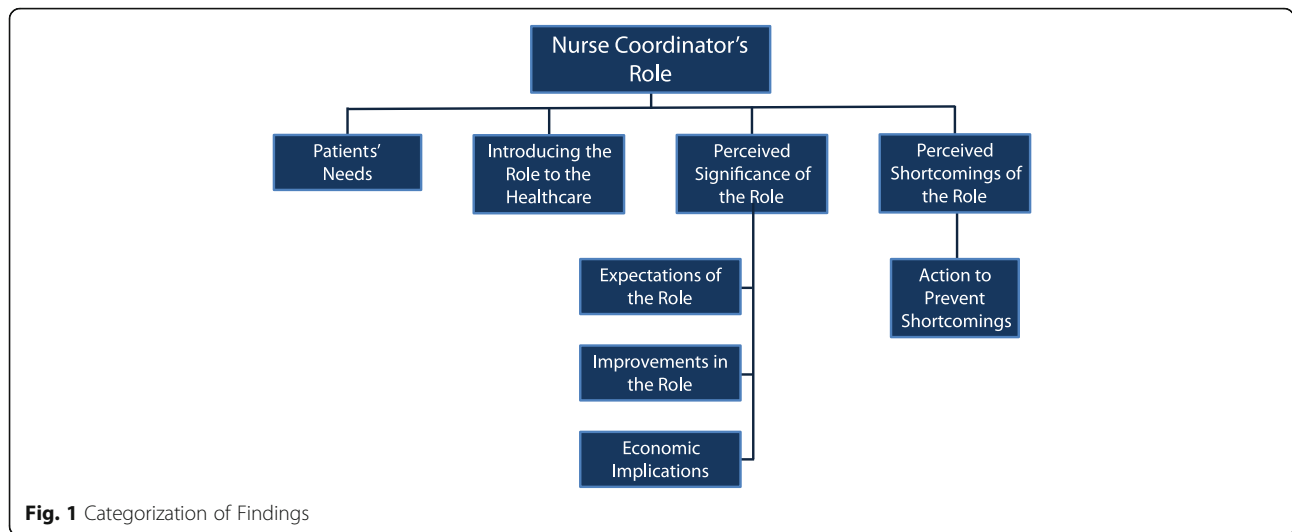 Nurse Coordinator's
Role
Patients'
Needs
Introducing the
Role to the
Healthcare
Perceived
Significance of
the Role
Perceived
Shortcomings of
the Role
Expectations of
the Role
Action to
Prevent
Shortcomings
Improvements in
the Role
Economic
Implications
Fig. 1 Categorization of Findings